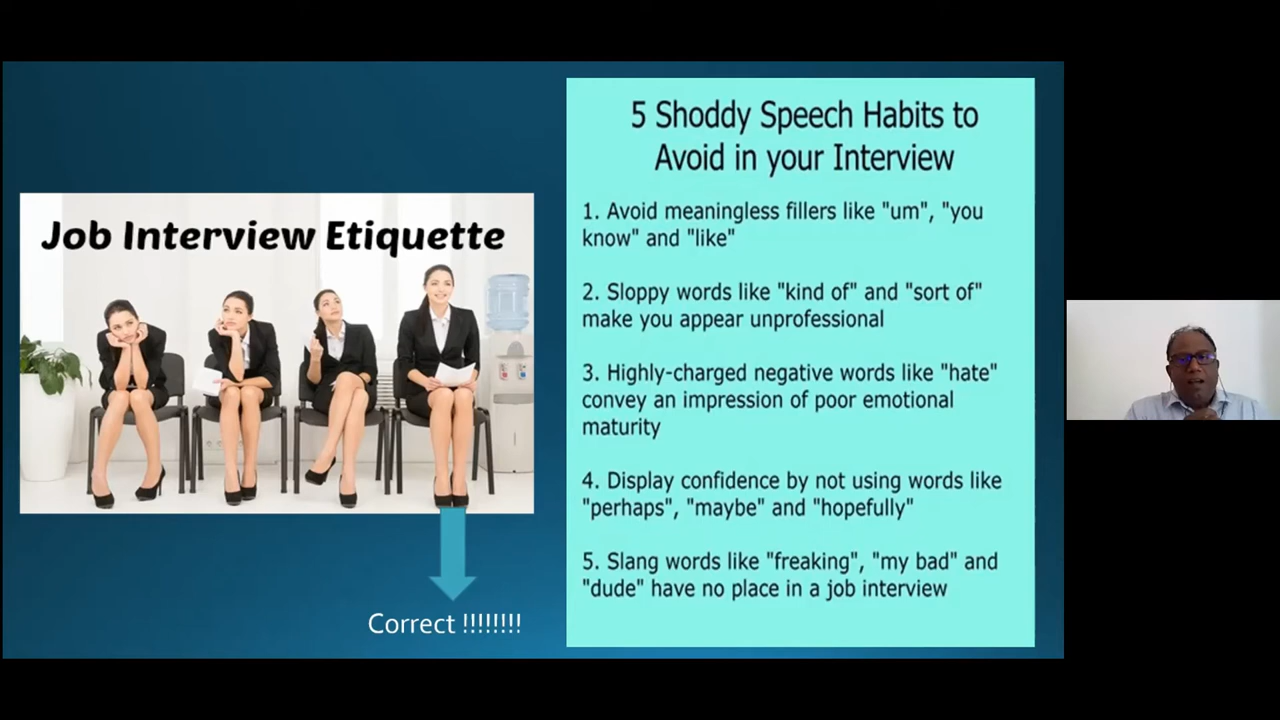 Job Interview Etiquette
Correct !!!!!!!!
5 Shoddy Speech Habits to
Avoid in your Interview
1. Avoid meaningless fillers like "um", "you
know" and "like"
2. Sloppy words like "kind of" and "sort of"
make you appear unprofessional
3. Highly-charged negative words like "hate"
convey an impression of poor emotional
maturity
4. Display confidence by not using words like
"perhaps", "maybe" and "hopefully"
5. Slang words like "freaking", "my bad" and
"dude" have no place in a job interview